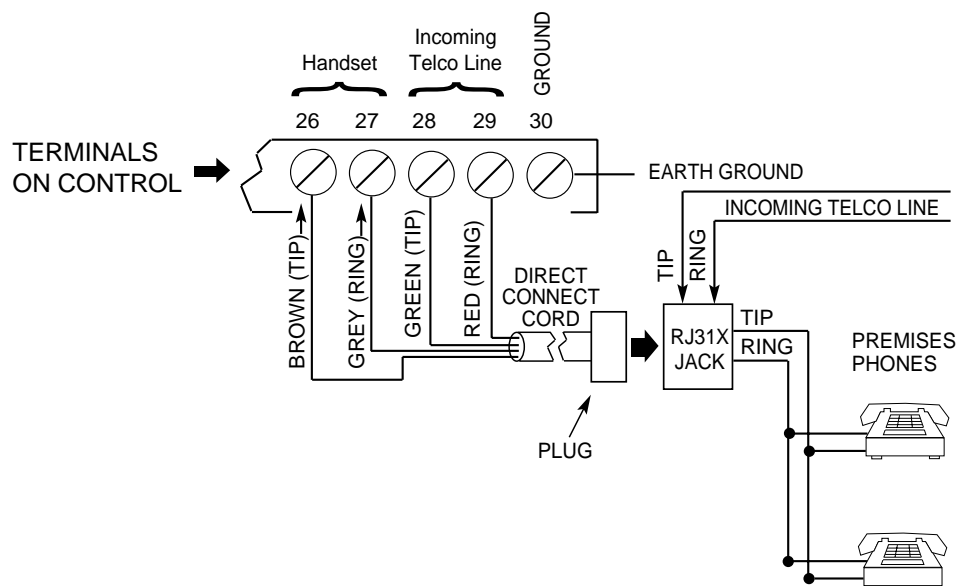 Incoming
Telco Line
Handset
GROUND
26 27 28 29 30
TERMINALS
ON CONTROL
EARTH GROUND
INCOMING TELCO LINE
TIP
RING
BROWN (TIP)
GREY (RING)
GREEN (TIP)
RED (RING)
DIRECT
CONNECT
CORD
RJ31X
JACK
TIP
RING
PREMISES
PHONES
PLUG